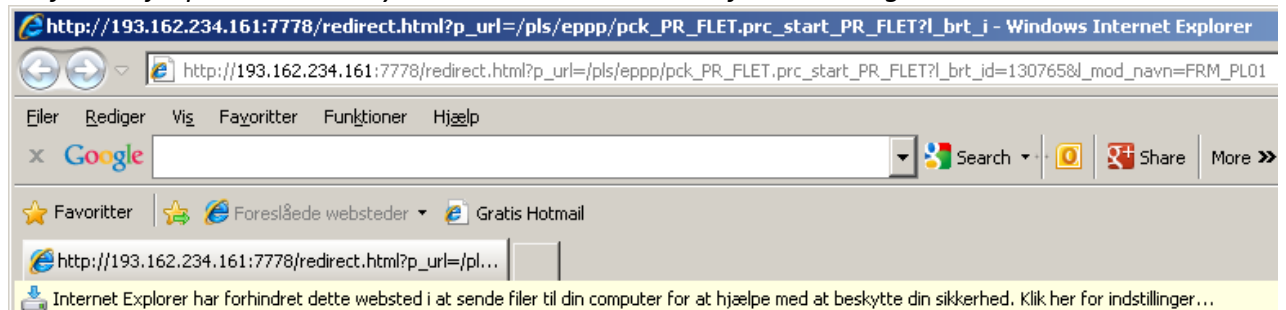 http://193.162.234.161:7778/redirect.html?p_url=/pls/eppp/pck_PR_FLET.prc_start_PR_FLET?l_brt_i - Windows Internet Explorer
http://193.162.234.161:7778/redirect.html?p_url=/pls/eppp/pck_PR_FLET.prc_start_PR_FLET?l_brt_id=130765&l_mod_navn=FRM_PL01
Filer Rediger Vis Favoritter Funktioner Hjælp
x Google Search Share More »
Favoritter Foreslåede websteder Gratis Hotmail
http://193.162.234.161:7778/redirect.html?p_url=/pl...
Internet Explorer har forhindret dette websted i at sende filer til din computer for at hjælpe med at beskytte din sikkerhed. Klik her for indstillinger...